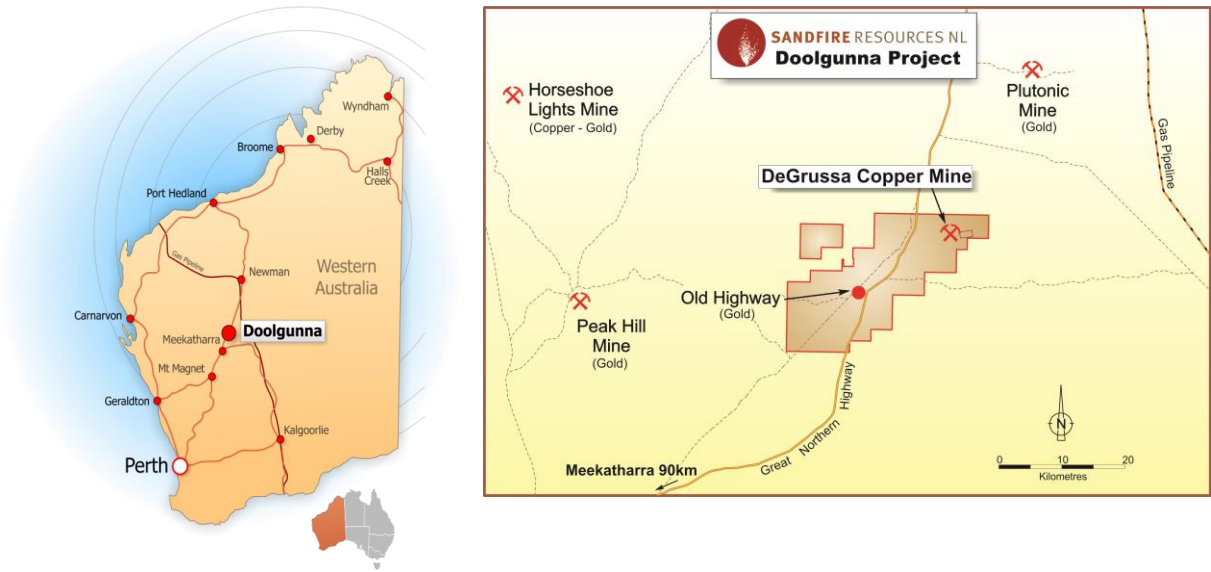 Wyndham
Derby
Broome
Halls
Creek
Port Hedland
Gas Pipeline
Newman
Western
Australia
Carnarvon
Doolgunna
Meekatharra
Mt Magnet
Geraldton
Kalgoorlie
Perth
SANDFIRE RESOURCES NL
Doolgunna Project
Horseshoe
Lights Mine
(Copper - Gold)
Plutonic
Mine
(Gold)
Gas Pipeline
DeGrussa Copper Mine
Old Highway
(Gold)
Peak Hill
Mine
(Gold)
Great Northern Highway
N
Meekatharra 90km
0 10 20
Kilometres